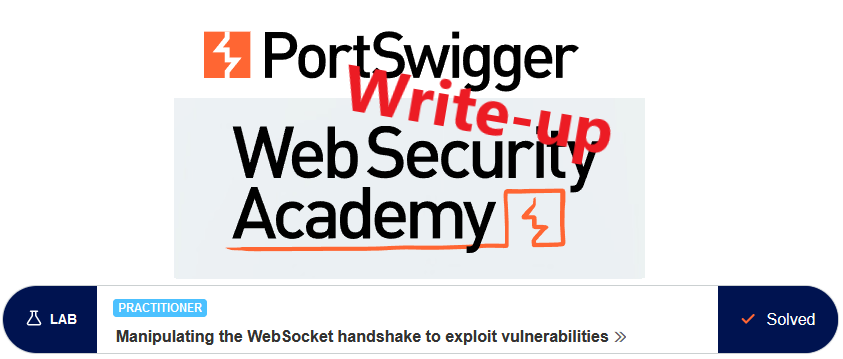 PortSwigger
Write-up
Web Security
Academy
LAB
PRACTITIONER
Manipulating the WebSocket handshake to exploit vulnerabilities »
Solved